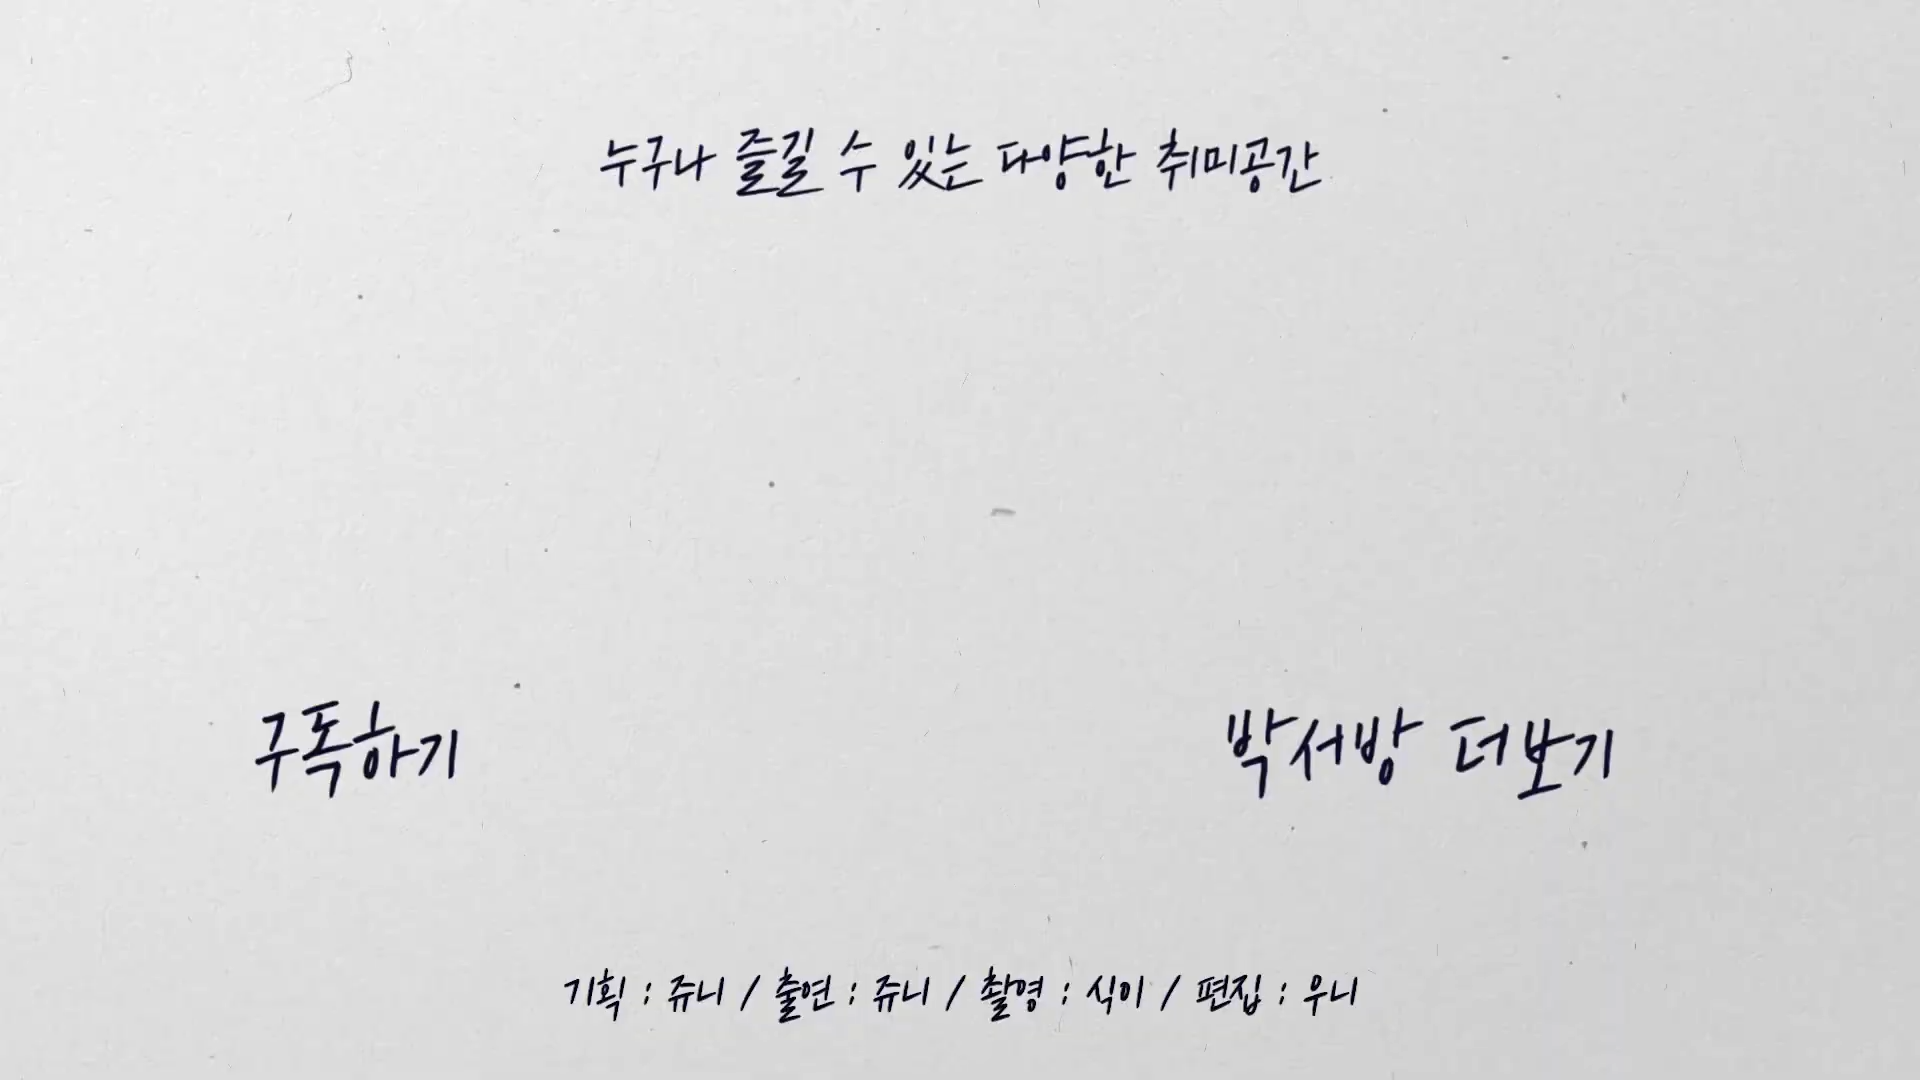 누구나 즐길 수 있는 다양한 취미공간
구독하기
박서방 더보기
기획 : 쥬니 / 출연 : 쥬니 / 촬영 : 식이 / 편집 : 우니